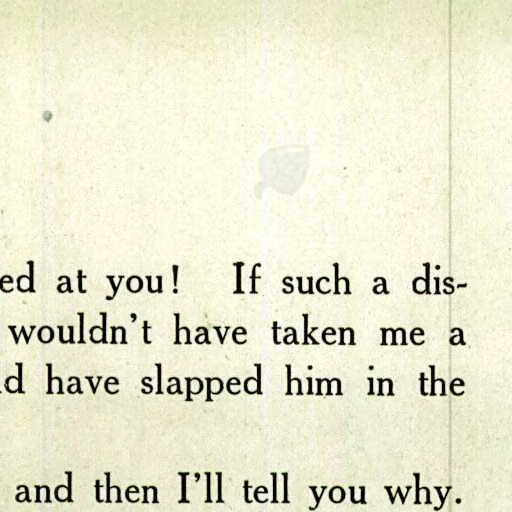 ed at you! If such a dis-
wouldn't have taken me a
d have slapped him in the
and then I'll tell you why.